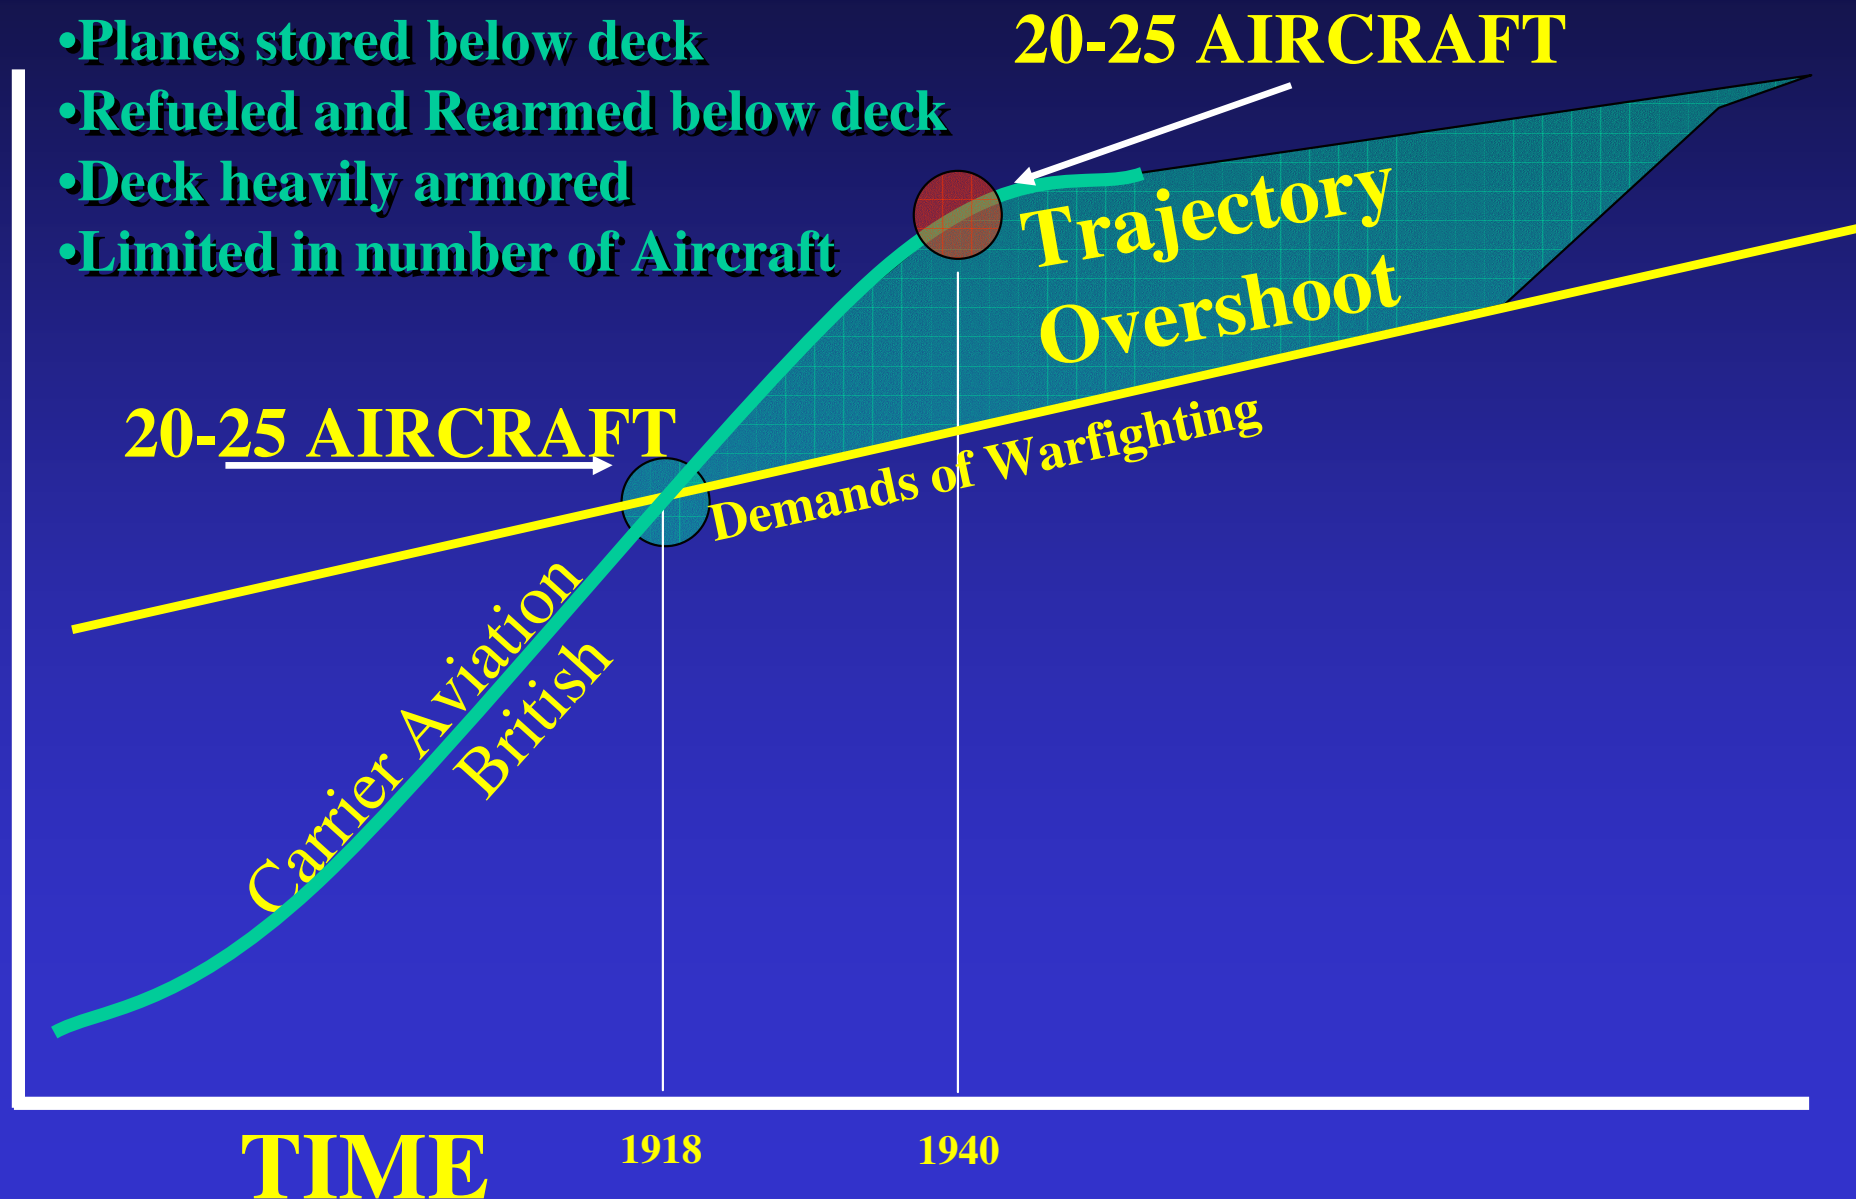 •Planes stored below deck
•Refueled and Rearmed below deck
•Deck heavily armored
•Limited in number of Aircraft
20-25 AIRCRAFT
Trajectory
Overshoot
20-25 AIRCRAFT
Demands of Warfighting
Carrier Aviation
British
TIME
1918
1940